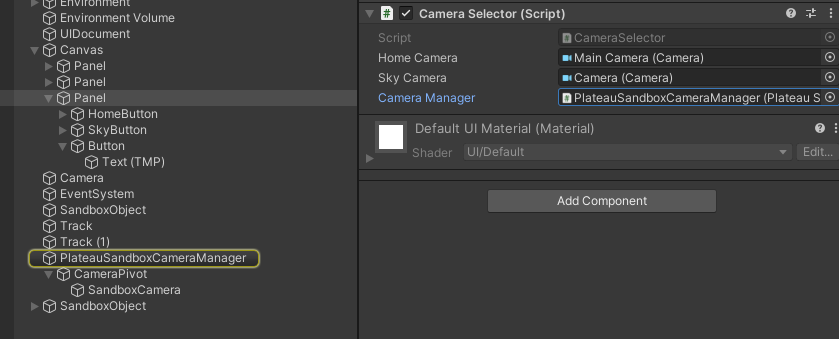 Environment
Environment Volume
UIDocument
Canvas
Panel
Panel
Panel
HomeButton
SkyButton
Button
Text (TMP)
Camera
EventSystem
SandboxObject
Track
Track (1)
PlateauSandboxCameraManager
CameraPivot
SandboxCamera
SandboxObject
Camera Selector (Script)
Script
CameraSelector
Home Camera
Main Camera (Camera)
Sky Camera
Camera (Camera)
Camera Manager
PlateauSandboxCameraManager (Plateau S
Default UI Material (Material)
Shader
UI/Default
Edit...
Add Component